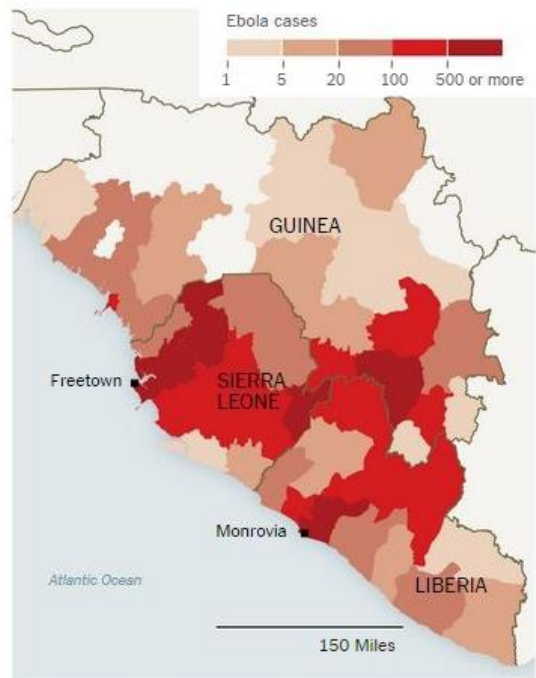 Ebola cases
1 5 20 100 500 or more
GUINEA
Freetown
SIERRA
LEONE
Monrovia
Atlantic Ocean
LIBERIA
150 Miles